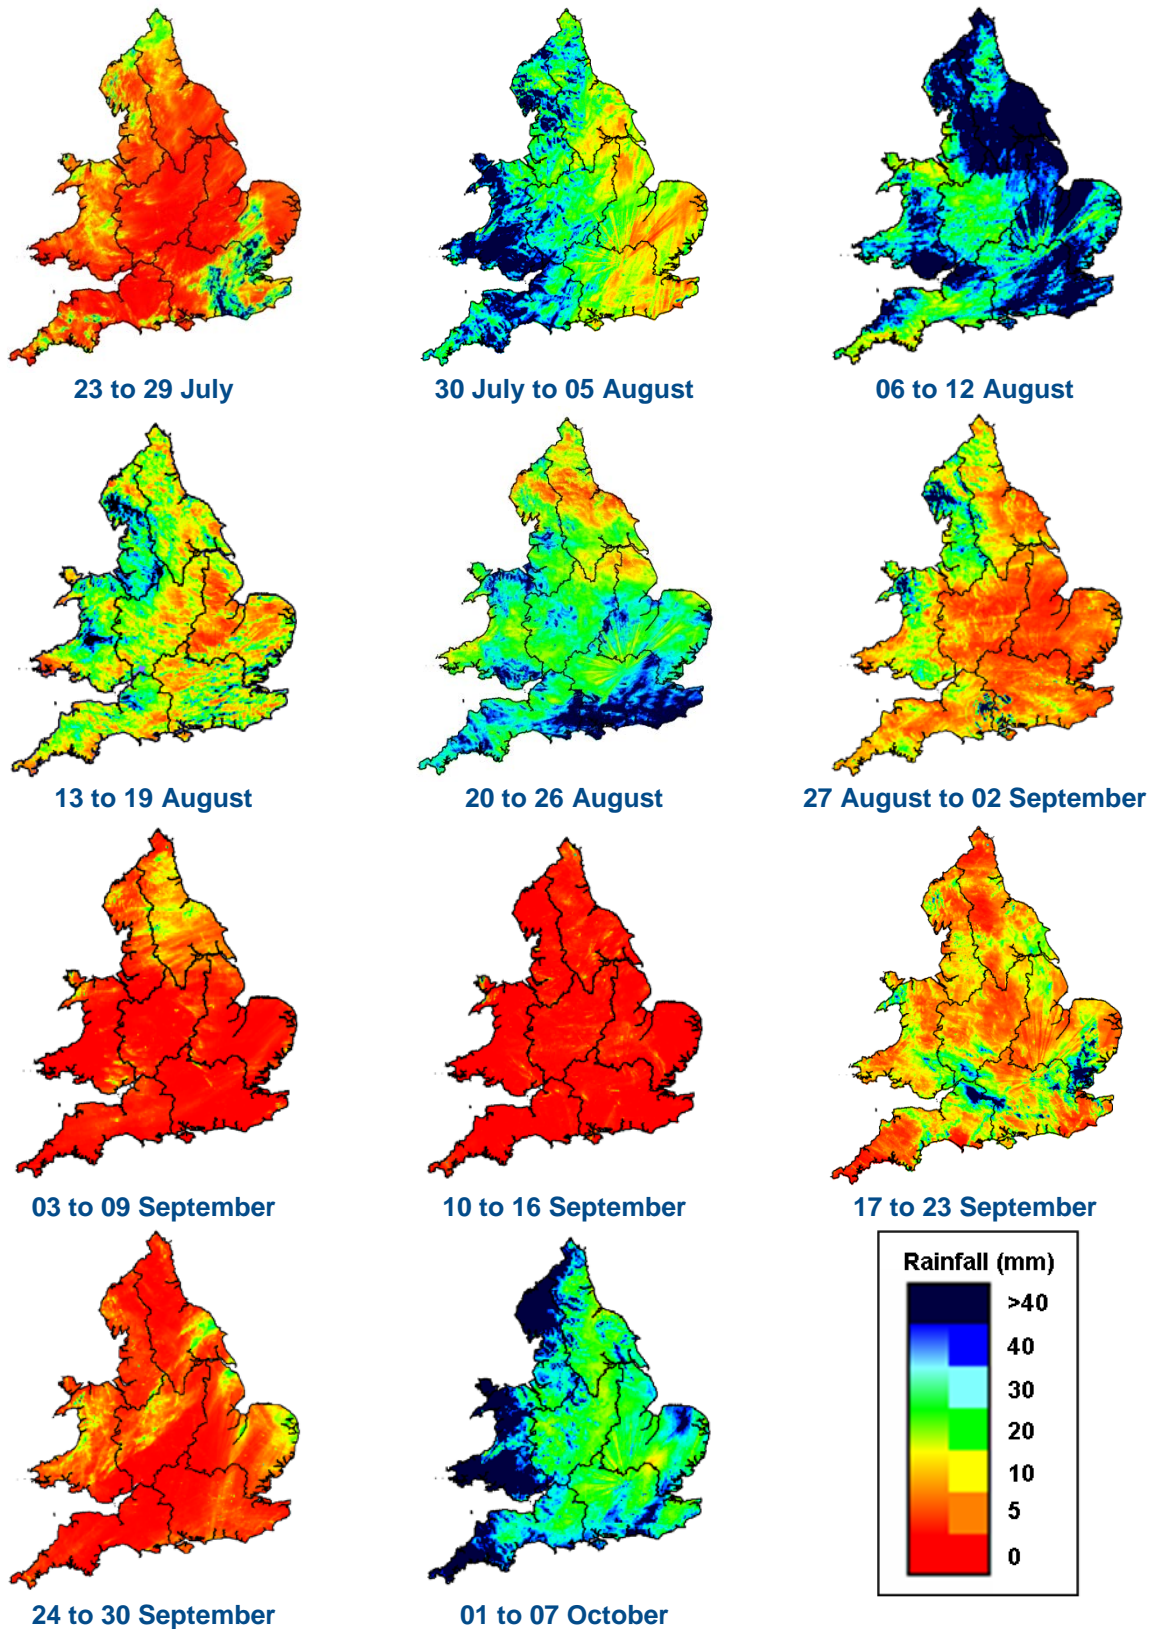 23 to 29 July
30 July to 05 August
06 to 12 August
13 to 19 August
20 to 26 August
27 August to 02 September
03 to 09 September
10 to 16 September
17 to 23 September
Rainfall (mm)
>40
40
30
20
10
5
0
24 to 30 September
01 to 07 October